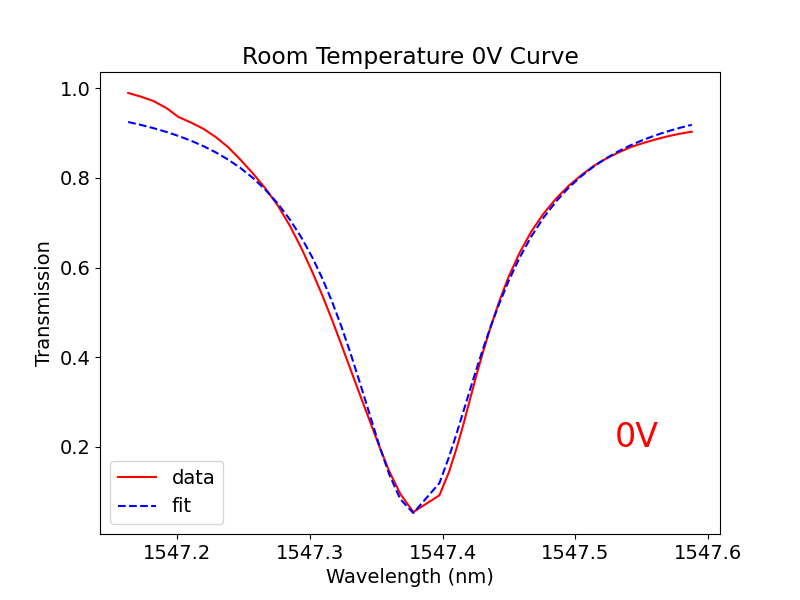 Room Temperature 0V Curve
1.0
0.8
0.6
0.4
0.2
Transmission
0V
data
fit
1547.2 1547.3 1547.4 1547.5 1547.6
Wavelength (nm)